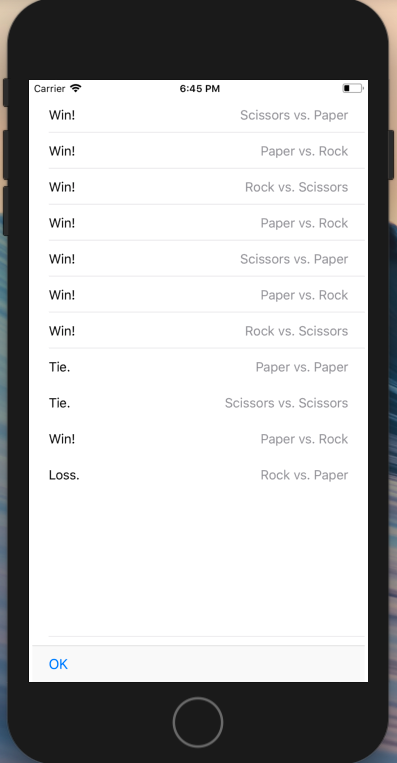 Carrier 6:45 PM
Win! Scissors vs. Paper
Win! Paper vs. Rock
Win! Rock vs. Scissors
Win! Paper vs. Rock
Win! Scissors vs. Paper
Win! Paper vs. Rock
Win! Rock vs. Scissors
Tie. Paper vs. Paper
Tie. Scissors vs. Scissors
Win! Paper vs. Rock
Loss. Rock vs. Paper
OK